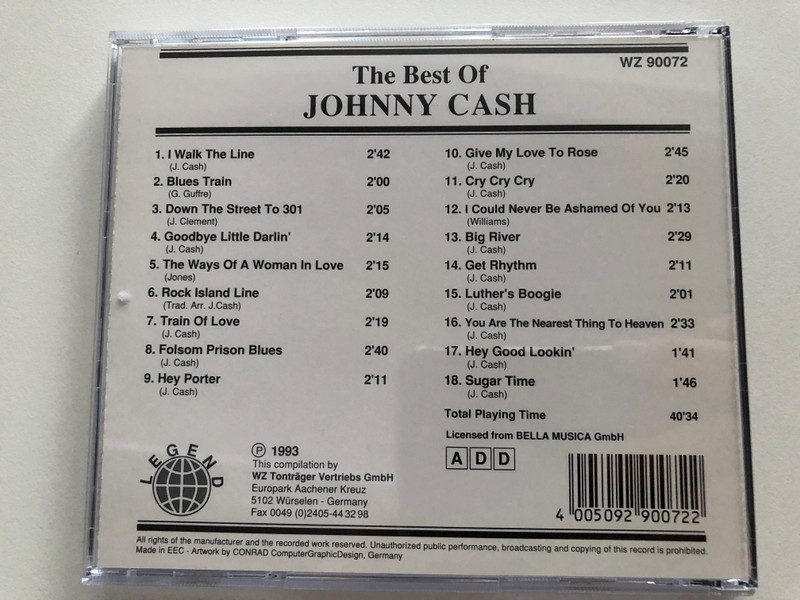 WZ 90072
The Best Of
JOHNNY CASH
1. I Walk The Line 2'42
(J. Cash)
2. Blues Train 2'00
(G. Guffre)
3. Down The Street To 301 2'05
(J. Clement)
4. Goodbye Little Darlin' 2'14
(J. Cash)
5. The Ways Of A Woman In Love 2'15
(Jones)
6. Rock Island Line 2'09
(Trad. Arr. J.Cash)
7. Train Of Love 2'19
(J. Cash)
8. Folsom Prison Blues 2'40
(J. Cash)
9. Hey Porter 2'11
(J. Cash)
10. Give My Love To Rose 2'45
(J. Cash)
11. Cry Cry Cry 2'20
(J. Cash)
12. I Could Never Be Ashamed Of You 2'13
(Williams)
13. Big River 2'29
(J. Cash)
14. Get Rhythm 2'11
(J. Cash)
15. Luther's Boogie 2'01
(J. Cash)
16. You Are The Nearest Thing To Heaven 2'33
(J. Cash)
17. Hey Good Lookin' 1'41
(J. Cash)
18. Sugar Time 1'46
(J. Cash)
Total Playing Time 40'34
Licensed from BELLA MUSICA GmbH
ADD
LEGEND
℗ 1993
This compilation by
WZ Tonträger Vertriebs GmbH
Europark Aachener Kreuz
5102 Würselen - Germany
Fax 0049 (0)2405-44 32 98
4 005092 900722
All rights of the manufacturer and the recorded work reserved. Unauthorized public performance, broadcasting and copying of this record is prohibited.
Made in EEC - Artwork by CONRAD ComputerGraphicDesign, Germany